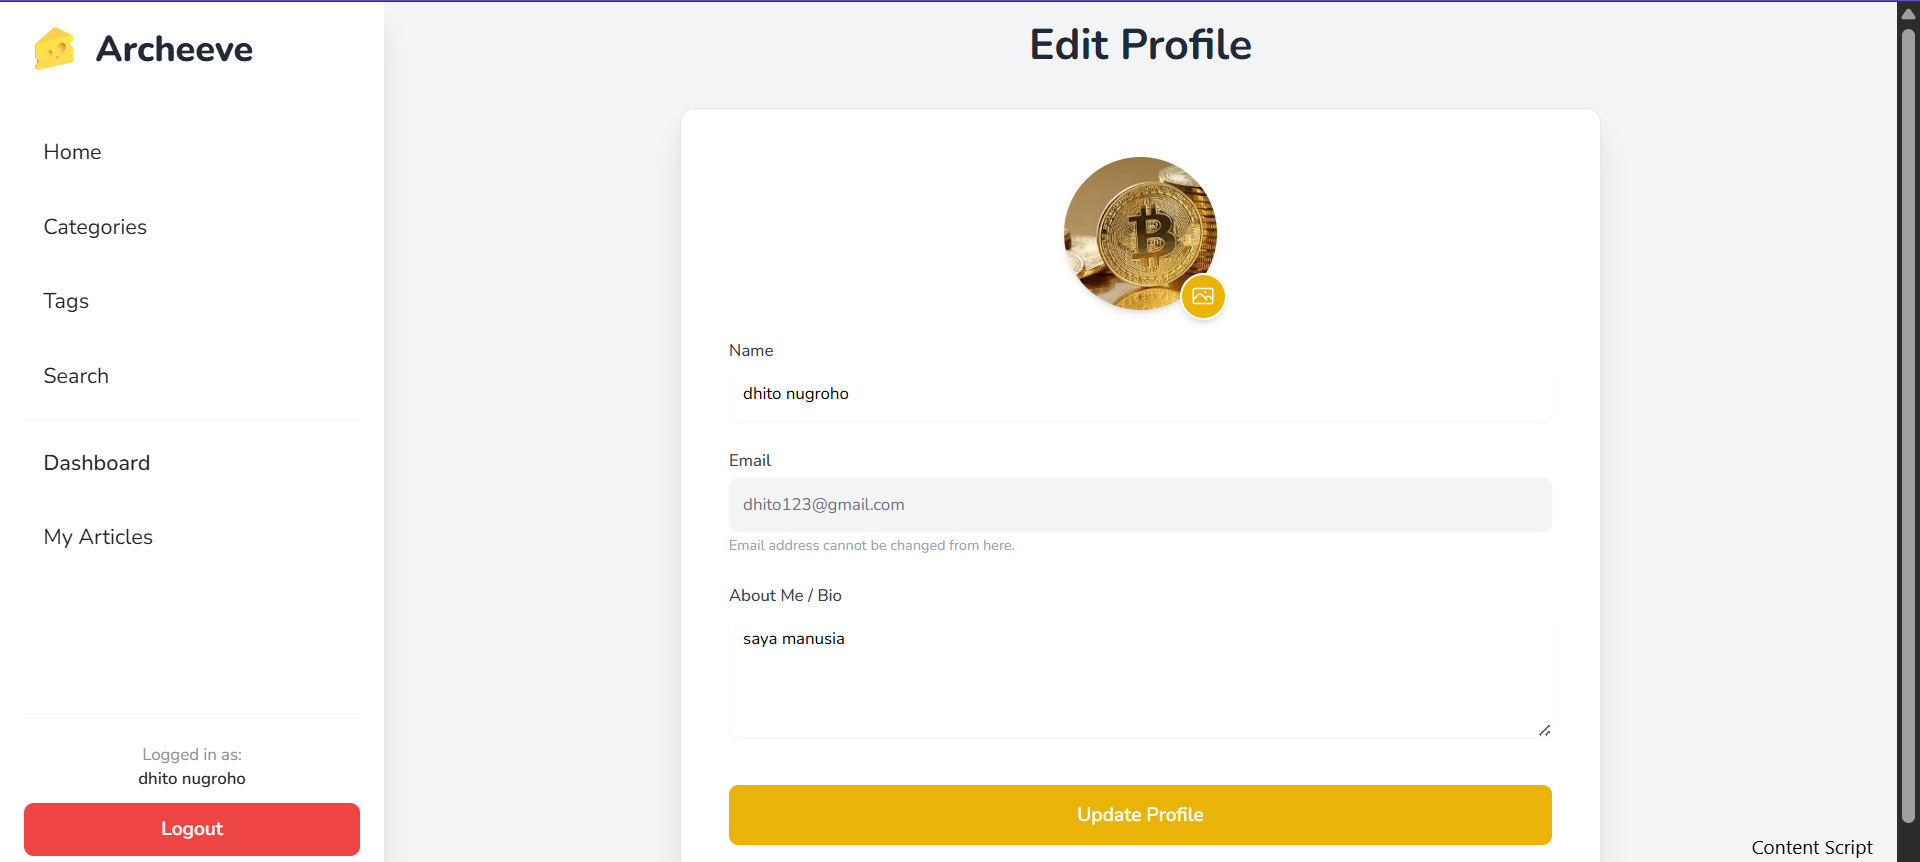 Archeeve
Home
Categories
Tags
Search
Dashboard
My Articles
Logged in as:
dhito nugroho
Logout
Edit Profile
Name
dhito nugroho
Email
dhito123@gmail.com
Email address cannot be changed from here.
About Me / Bio
saya manusia
Update Profile
Content Script